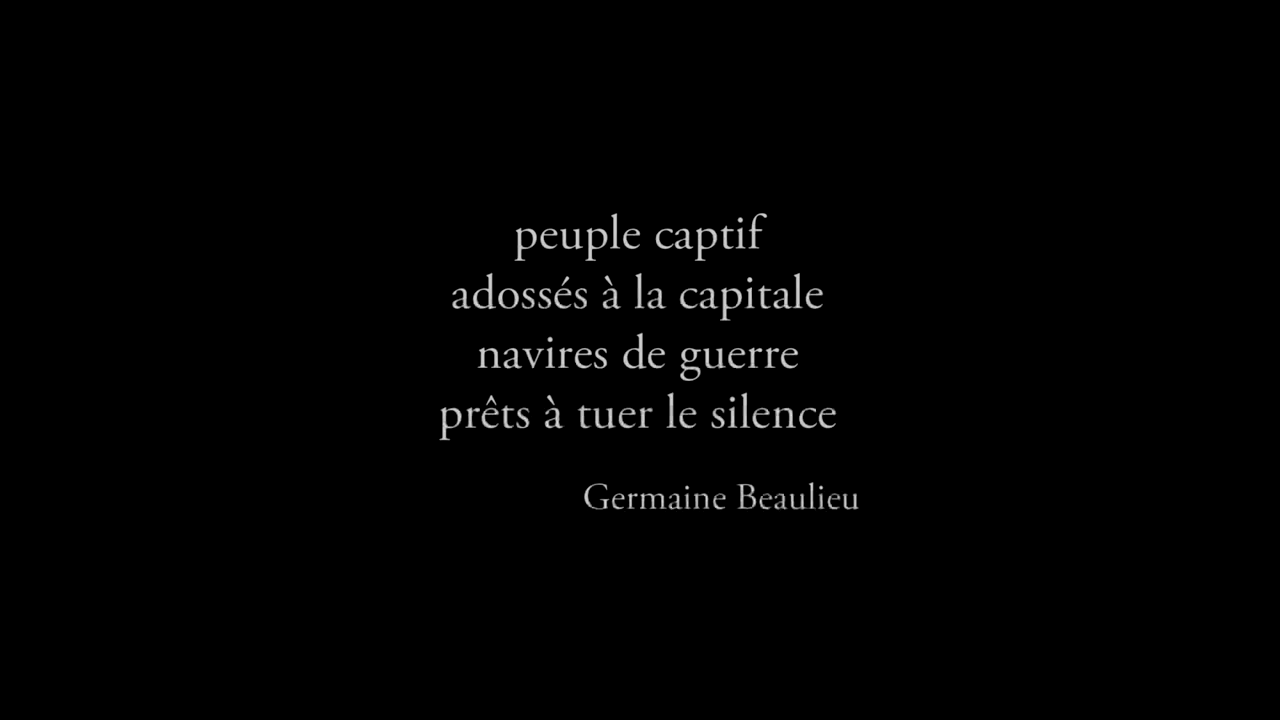 peuple captif
adossés à la capitale
navires de guerre
prêts à tuer le silence
Germaine Beaulieu